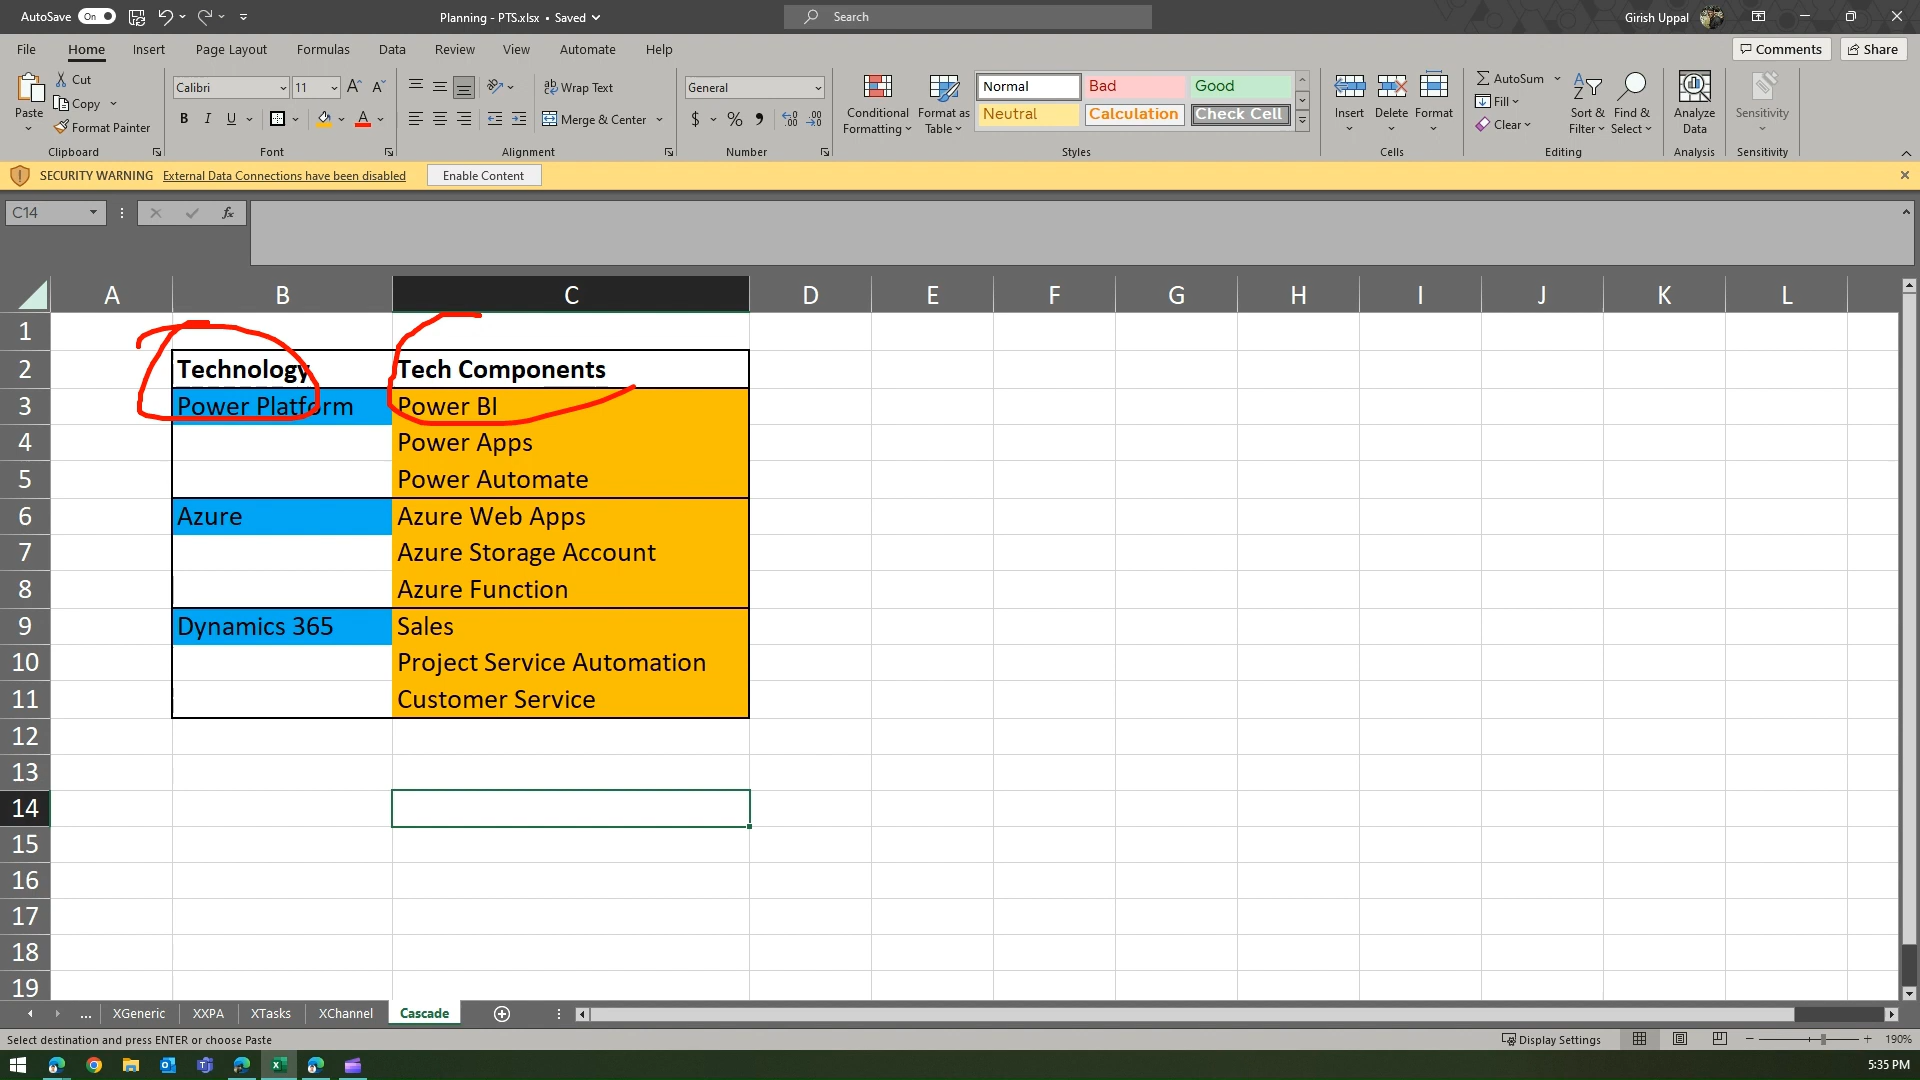 AutoSave On Planning - PTS.xlsx • Saved Search Girish Uppal
File Home Insert Page Layout Formulas Data Review View Automate Help Comments Share
Paste Cut Copy Format Painter Clipboard
Calibri 11 B I U A A A Font
Wrap Text Merge & Center Alignment
General $ % Number
Conditional Formatting Format as Table Normal Bad Good Neutral Calculation Check Cell Styles
Insert Delete Format Cells
AutoSum Fill Clear Sort & Filter Find & Select Editing
Analyze Data Analysis
Sensitivity Sensitivity
SECURITY WARNING External Data Connections have been disabled Enable Content
C14 fx
A B C D E F G H I J K L
1
2 Technology Tech Components
3 Power Platform Power BI
4 Power Apps
5 Power Automate
6 Azure Azure Web Apps
7 Azure Storage Account
8 Azure Function
9 Dynamics 365 Sales
10 Project Service Automation
11 Customer Service
12
13
14
15
16
17
18
19
... XGeneric XXPA XTasks XChannel Cascade
Select destination and press ENTER or choose Paste Display Settings 190%
5:35 PM